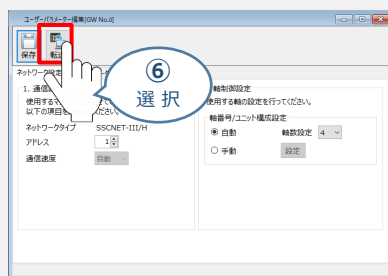 ユーザーパラメーター編集[GW No.0]
保存
ネットワーク設定
⑥
選 択
1. 通信
使用する
以下の項目を
ださい。
ネットワークタイプ SSCNET-III/H
アドレス 1
通信速度 自動
軸制御設定
使用する軸の設定を行ってください。
軸番号/ユニット構成設定
自動 軸数設定 4
手動 設定